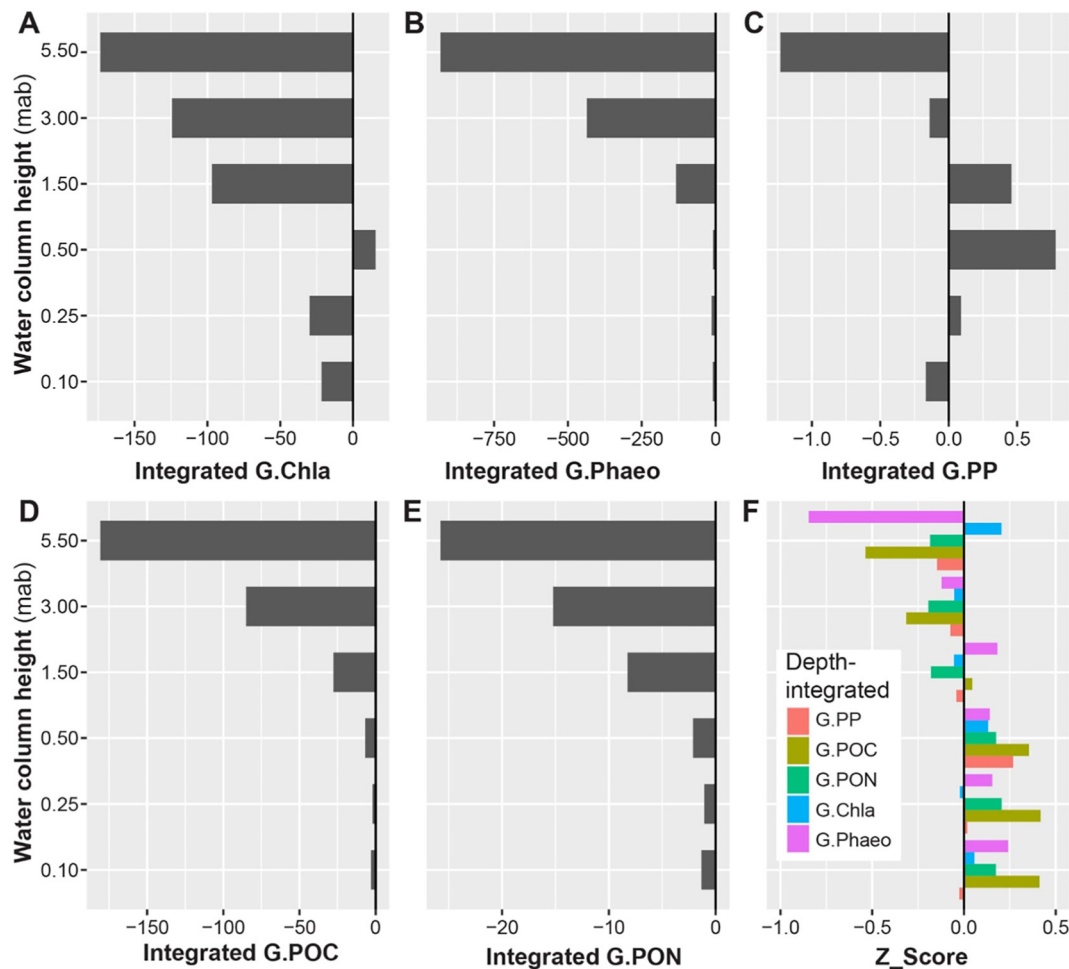 A
B
C
Water column height (mab)
5.50
3.00
1.50
0.50
0.25
0.10
−150 −100 −50 0
−750 −500 −250 0
−1.0 −0.5 0.0 0.5
Integrated G.Chla
Integrated G.Phaeo
Integrated G.PP
D
E
F
Water column height (mab)
5.50
3.00
1.50
0.50
0.25
0.10
Depth-
integrated
G.PP
G.POC
G.PON
G.Chla
G.Phaeo
−150 −100 −50 0
−20 −10 0
−1.0 −0.5 0.0 0.5
Integrated G.POC
Integrated G.PON
Z_Score